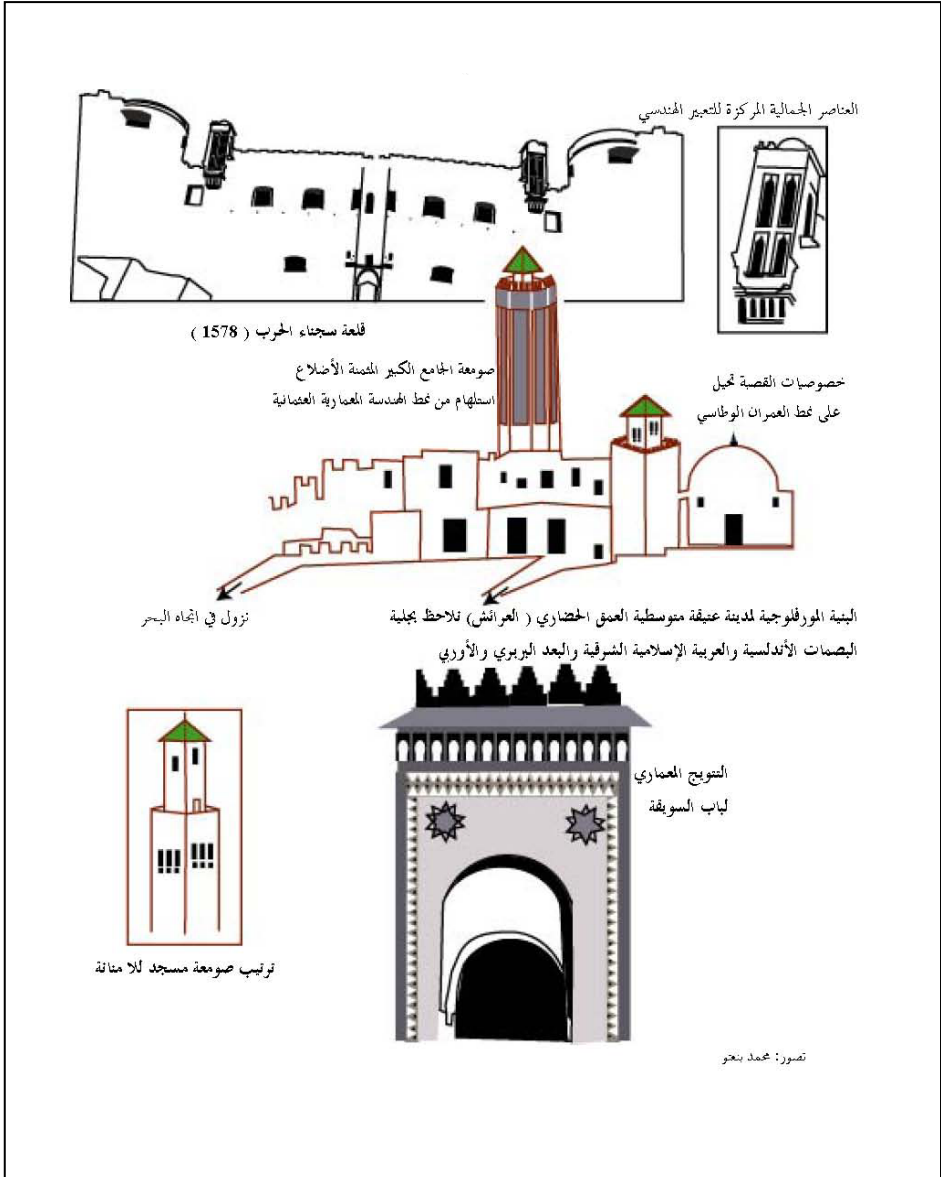 العناصر الجمالية المركزة للتعبير الهندسي
قلعة سجناء الحرب ( 1578 )
صومعة الجامع الكبير المثمنة الأضلاع
استلهام من نمط الهندسة المعمارية العثمانية
خصوصيات القصبة تحيل
على نمط العمران الوطاسي
البنية المورفلوجية لمدينة عتيقة متوسطية العمق الحضاري ( العرائش) نلاحظ بجلية
البصمات الأندلسية والعربية الإسلامية الشرقية والبعد البربري والأوربي
نزول في اتجاه البحر
التتويج المعماري
لباب السويقة
ترتيب صومعة مسجد للا منانة
تصور: محمد بنعتو